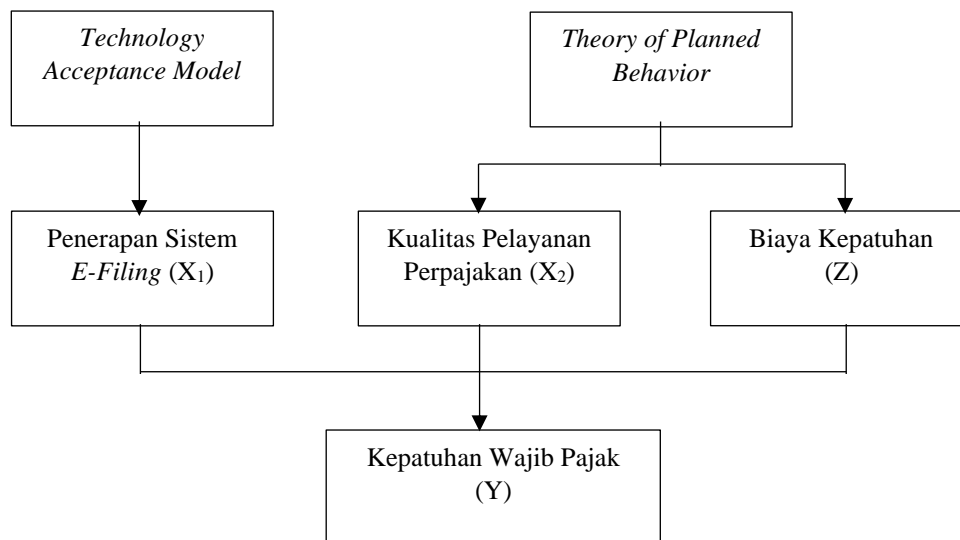 Technology
Acceptance Model
Theory of Planned
Behavior
Penerapan Sistem
E-Filing (X₁)
Kualitas Pelayanan
Perpajakan (X₂)
Biaya Kepatuhan
(Z)
Kepatuhan Wajib Pajak
(Y)